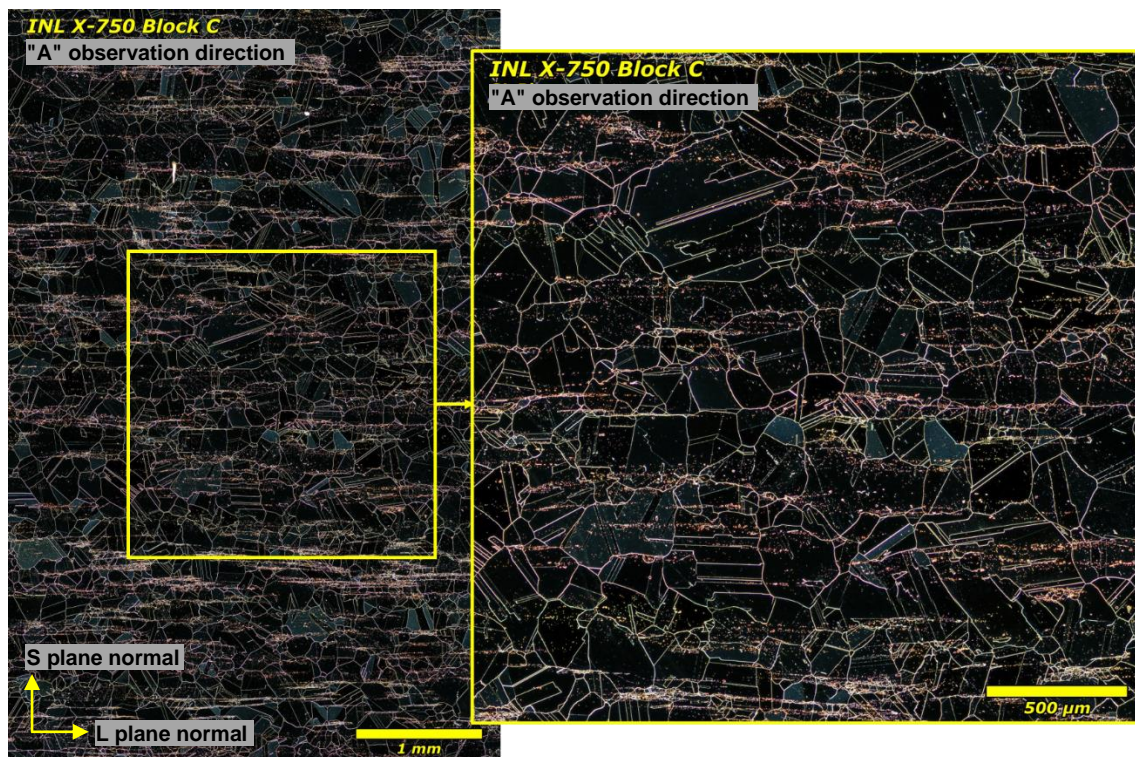 INL X-750 Block C
"A" observation direction
INL X-750 Block C
"A" observation direction
S plane normal
L plane normal
1 mm
500 µm